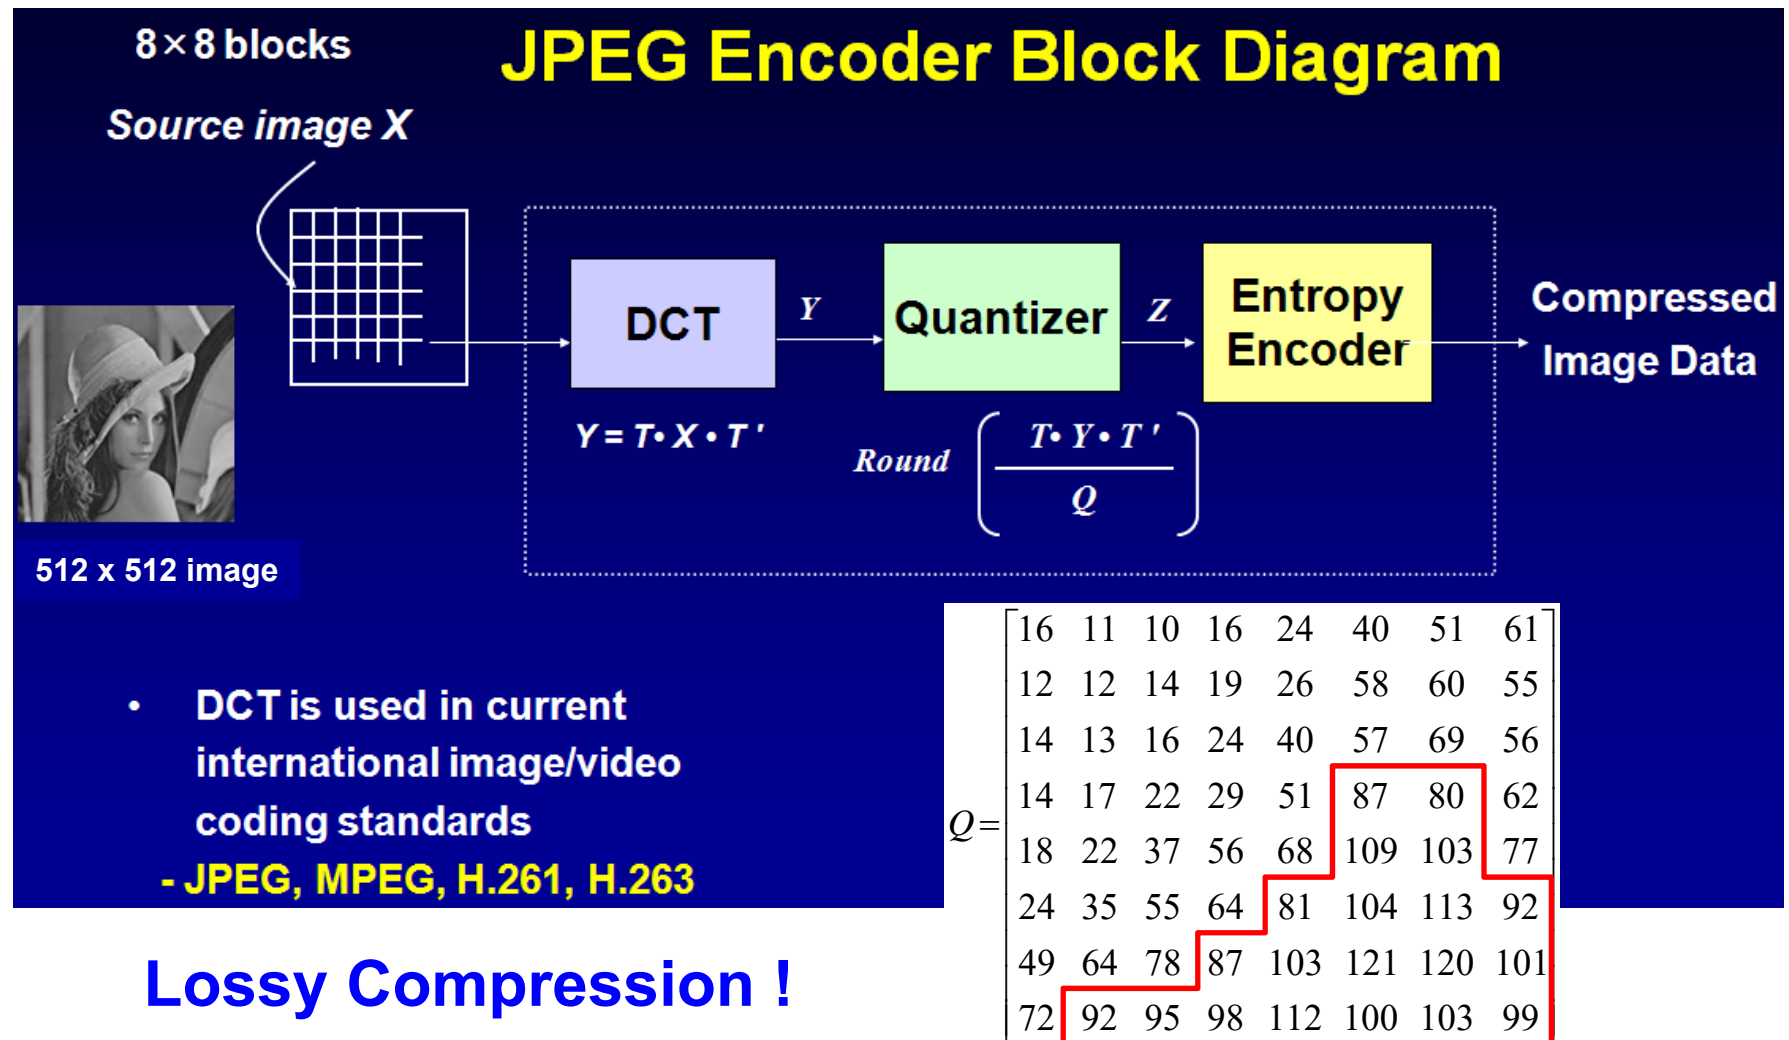 8×8 blocks
JPEG Encoder Block Diagram
Source image X
DCT
Y
Quantizer
Z
Entropy
Encoder
Compressed
Image Data
Y = T• X • T '
Round
T• Y • T '
Q
512 x 512 image
• DCT is used in current
international image/video
coding standards
- JPEG, MPEG, H.261, H.263
Lossy Compression !
Q=
16 11 10 16 24 40 51 61
12 12 14 19 26 58 60 55
14 13 16 24 40 57 69 56
14 17 22 29 51 87 80 62
18 22 37 56 68 109 103 77
24 35 55 64 81 104 113 92
49 64 78 87 103 121 120 101
72 92 95 98 112 100 103 99